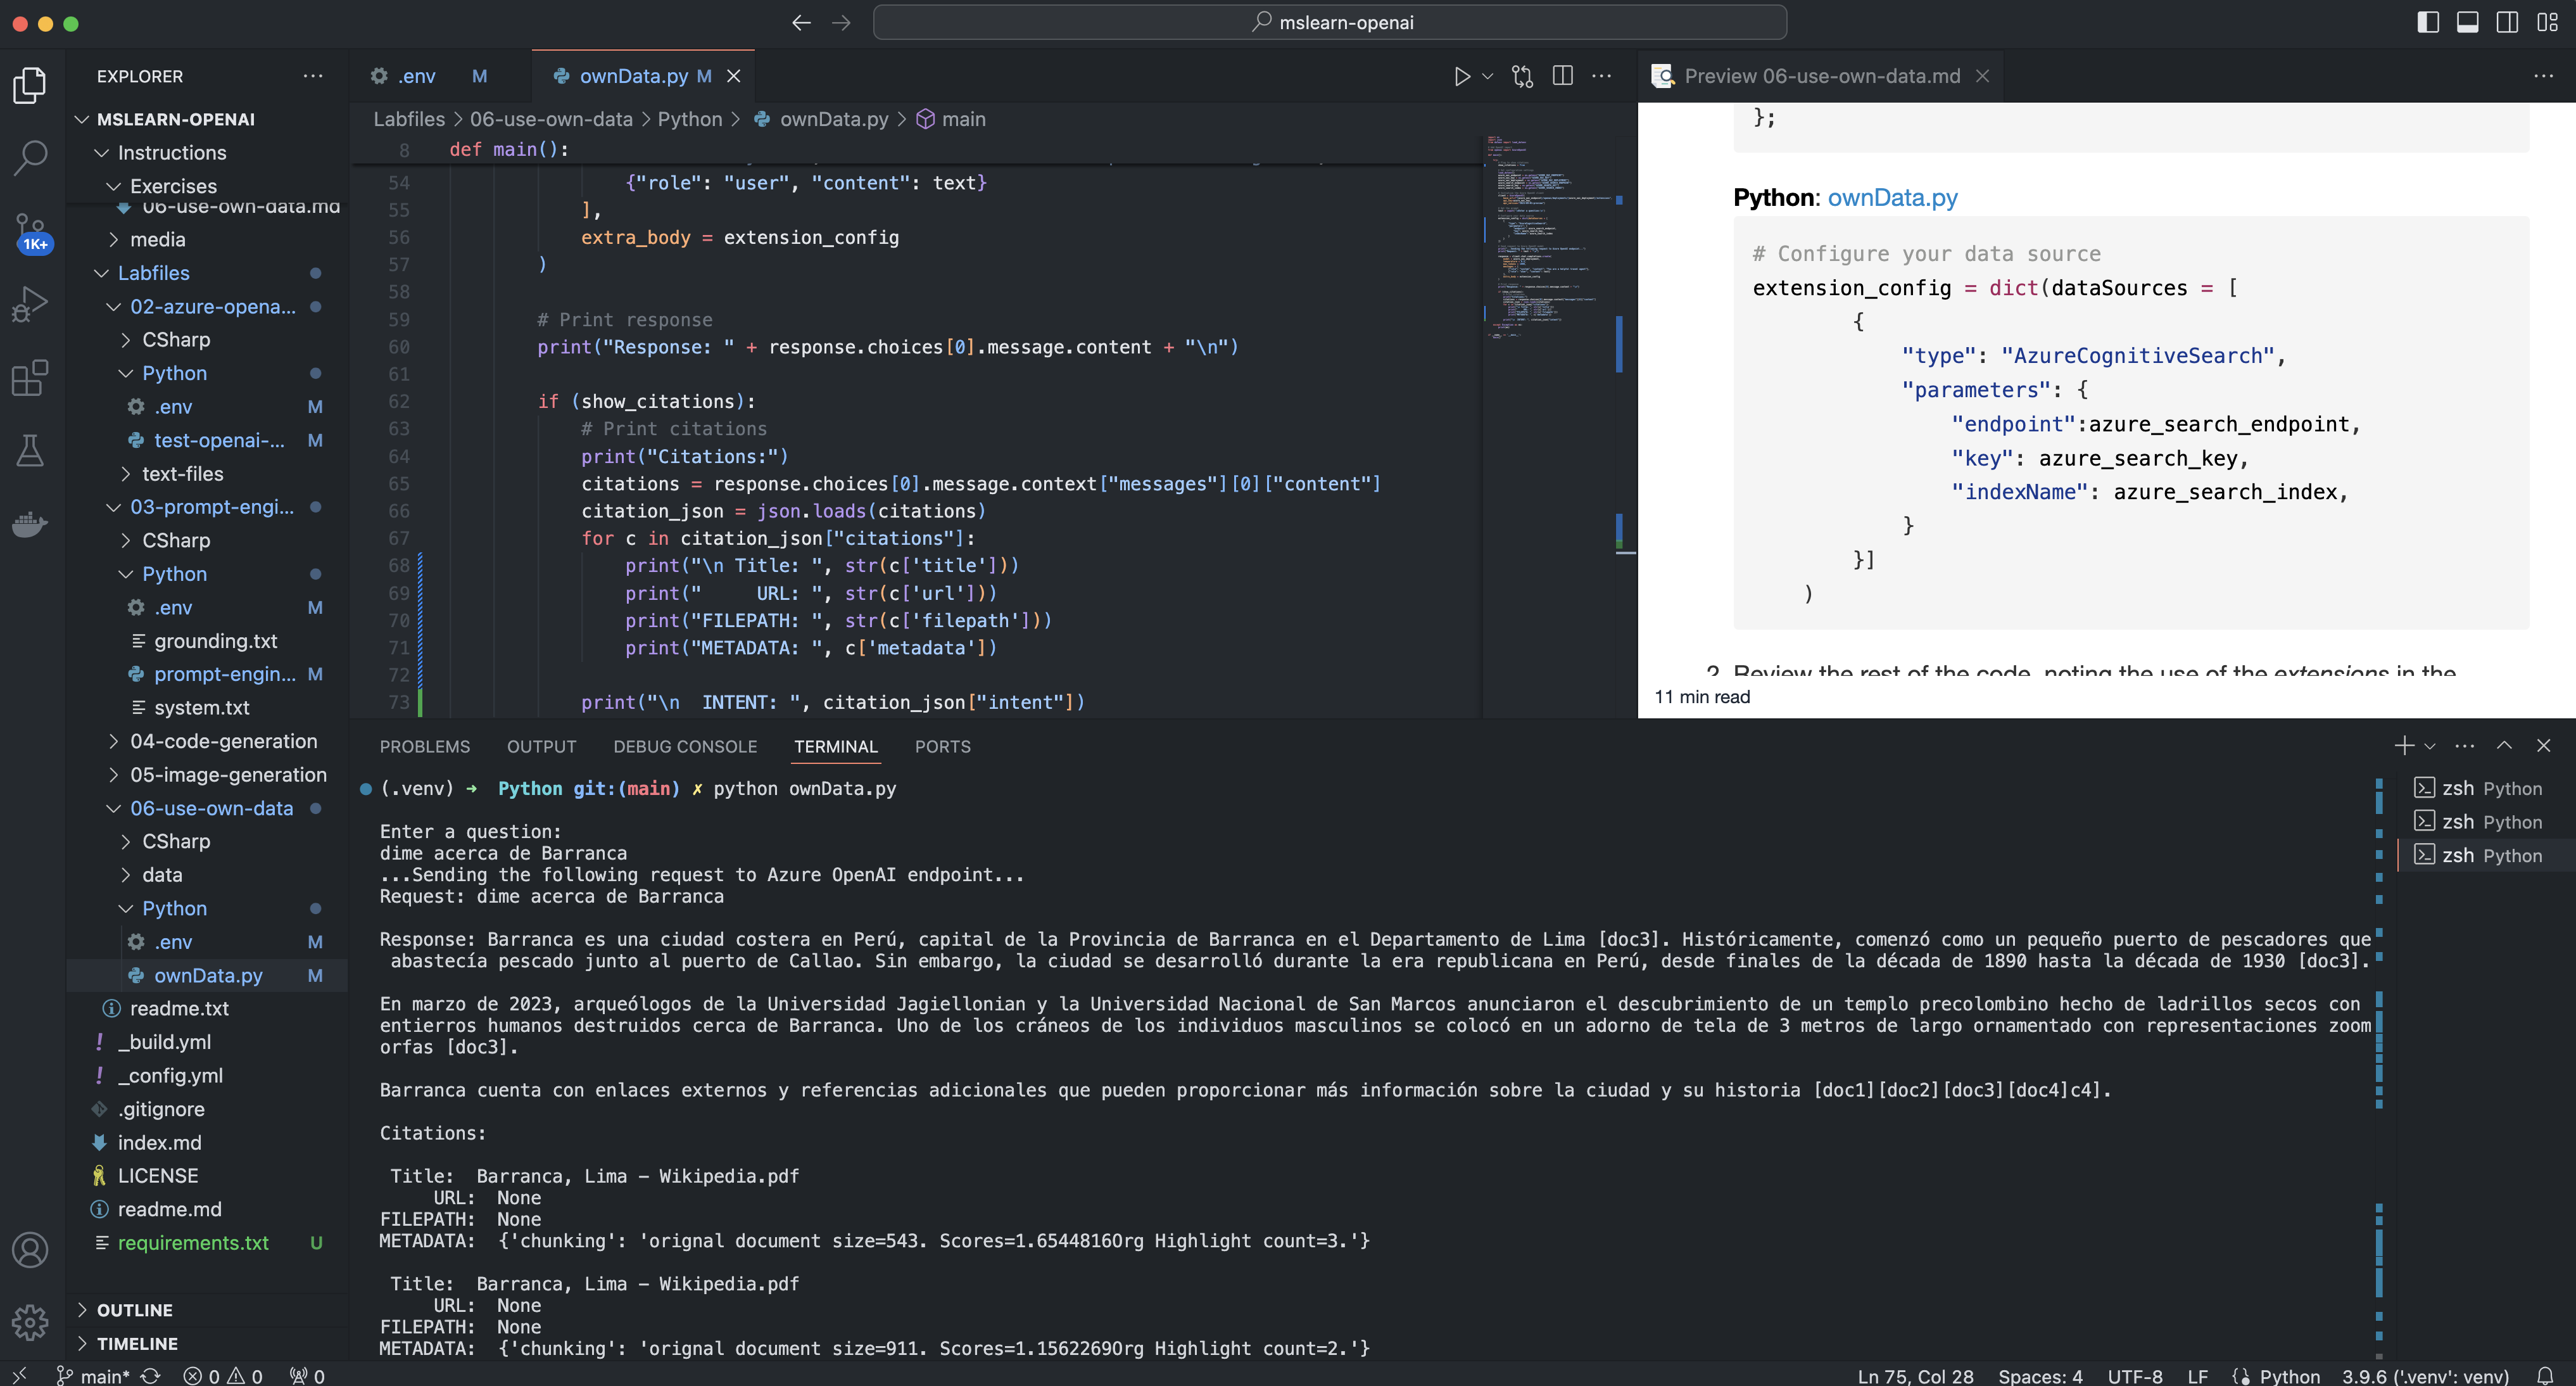 mslearn-openai
EXPLORER
MSLEARN-OPENAI
Instructions
Exercises
06-use-own-data.md
media
Labfiles
02-azure-opena...
CSharp
Python
.env M
test-openai-... M
text-files
03-prompt-engi...
CSharp
Python
.env M
grounding.txt
prompt-engin... M
system.txt
04-code-generation
05-image-generation
06-use-own-data
CSharp
data
Python
.env M
ownData.py M
readme.txt
_build.yml
_config.yml
.gitignore
index.md
LICENSE
readme.md
requirements.txt U
OUTLINE
TIMELINE
1K+
.env M
ownData.py M
Labfiles > 06-use-own-data > Python > ownData.py > main
8 def main():
54 {"role": "user", "content": text}
55 ],
56 extra_body = extension_config
57 )
58
59 # Print response
60 print("Response: " + response.choices[0].message.content + "\n")
61
62 if (show_citations):
63 # Print citations
64 print("Citations:")
65 citations = response.choices[0].message.context["messages"][0]["content"]
66 citation_json = json.loads(citations)
67 for c in citation_json["citations"]:
68 print("\n Title: ", str(c['title']))
69 print("     URL: ", str(c['url']))
70 print("FILEPATH: ", str(c['filepath']))
71 print("METADATA: ", c['metadata'])
72
73 print("\n  INTENT: ", citation_json["intent"])
Preview 06-use-own-data.md
};
Python: ownData.py
# Configure your data source
extension_config = dict(dataSources = [
{
"type": "AzureCognitiveSearch",
"parameters": {
"endpoint":azure_search_endpoint,
"key": azure_search_key,
"indexName": azure_search_index,
}
}]
)
2. Review the rest of the code, noting the use of the extensions in the
11 min read
PROBLEMS OUTPUT DEBUG CONSOLE TERMINAL PORTS
(.venv) ➜  Python git:(main) ✗ python ownData.py
Enter a question:
dime acerca de Barranca
...Sending the following request to Azure OpenAI endpoint...
Request: dime acerca de Barranca
Response: Barranca es una ciudad costera en Perú, capital de la Provincia de Barranca en el Departamento de Lima [doc3]. Históricamente, comenzó como un pequeño puerto de pescadores que
abastecía pescado junto al puerto de Callao. Sin embargo, la ciudad se desarrolló durante la era republicana en Perú, desde finales de la década de 1890 hasta la década de 1930 [doc3].
En marzo de 2023, arqueólogos de la Universidad Jagiellonian y la Universidad Nacional de San Marcos anunciaron el descubrimiento de un templo precolombino hecho de ladrillos secos con
entierros humanos destruidos cerca de Barranca. Uno de los cráneos de los individuos masculinos se colocó en un adorno de tela de 3 metros de largo ornamentado con representaciones zoom
orfas [doc3].
Barranca cuenta con enlaces externos y referencias adicionales que pueden proporcionar más información sobre la ciudad y su historia [doc1][doc2][doc3][doc4]c4].
Citations:
Title:  Barranca, Lima – Wikipedia.pdf
URL:  None
FILEPATH:  None
METADATA:  {'chunking': 'orignal document size=543. Scores=1.6544816Org Highlight count=3.'}
Title:  Barranca, Lima – Wikipedia.pdf
URL:  None
FILEPATH:  None
METADATA:  {'chunking': 'orignal document size=911. Scores=1.1562269Org Highlight count=2.'}
zsh Python
zsh Python
zsh Python
main* 0 0 0 Ln 75, Col 28 Spaces: 4 UTF-8 LF Python 3.9.6 ('.venv': venv)